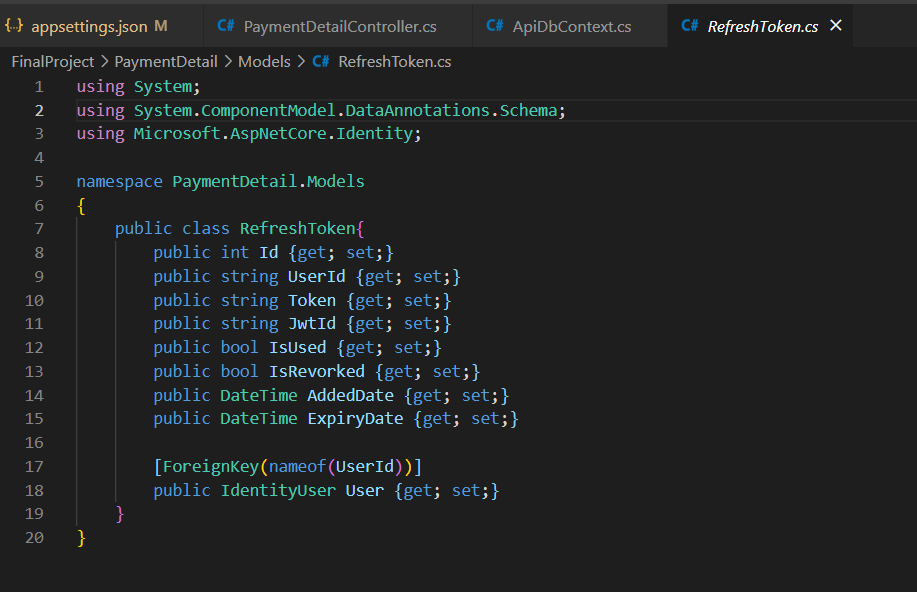 {..} appsettings.json M C# PaymentDetailController.cs C# ApiDbContext.cs C# RefreshToken.cs ×
FinalProject > PaymentDetail > Models > C# RefreshToken.cs
1 using System;
2 using System.ComponentModel.DataAnnotations.Schema;
3 using Microsoft.AspNetCore.Identity;
4
5 namespace PaymentDetail.Models
6 {
7 public class RefreshToken{
8 public int Id {get; set;}
9 public string UserId {get; set;}
10 public string Token {get; set;}
11 public string JwtId {get; set;}
12 public bool IsUsed {get; set;}
13 public bool IsRevorked {get; set;}
14 public DateTime AddedDate {get; set;}
15 public DateTime ExpiryDate {get; set;}
16
17 [ForeignKey(nameof(UserId))]
18 public IdentityUser User {get; set;}
19 }
20 }